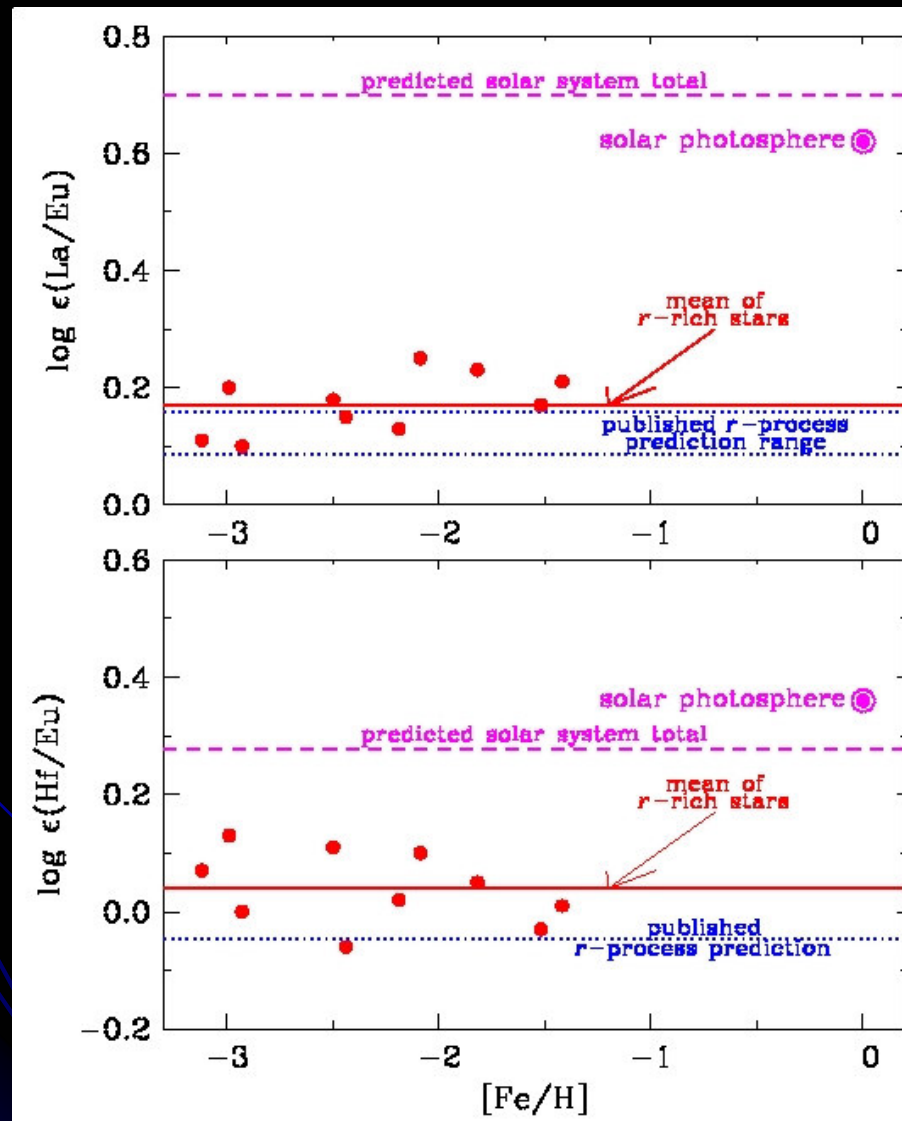 0.8
predicted solar system total
solar photosphere
0.6
log ϵ(La/Eu)
0.4
mean of
r-rich stars
0.2
published r-process
prediction range
0.0
−3 −2 −1 0
0.6
0.4
solar photosphere
predicted solar system total
log ϵ(Hf/Eu)
0.2
mean of
r-rich stars
0.0
published
r-process prediction
−0.2
−3 −2 −1 0
[Fe/H]